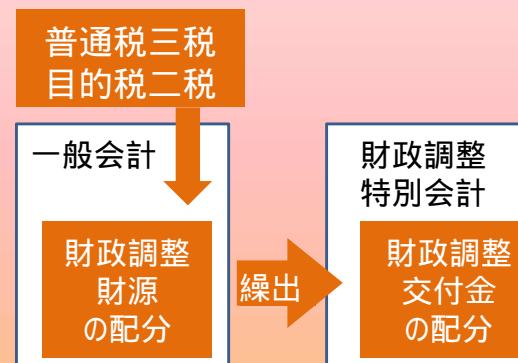 普通税三税
目的税二税
一般会計
財政調整
財源
の配分
繰出
財政調整
特別会計
財政調整
交付金
の配分